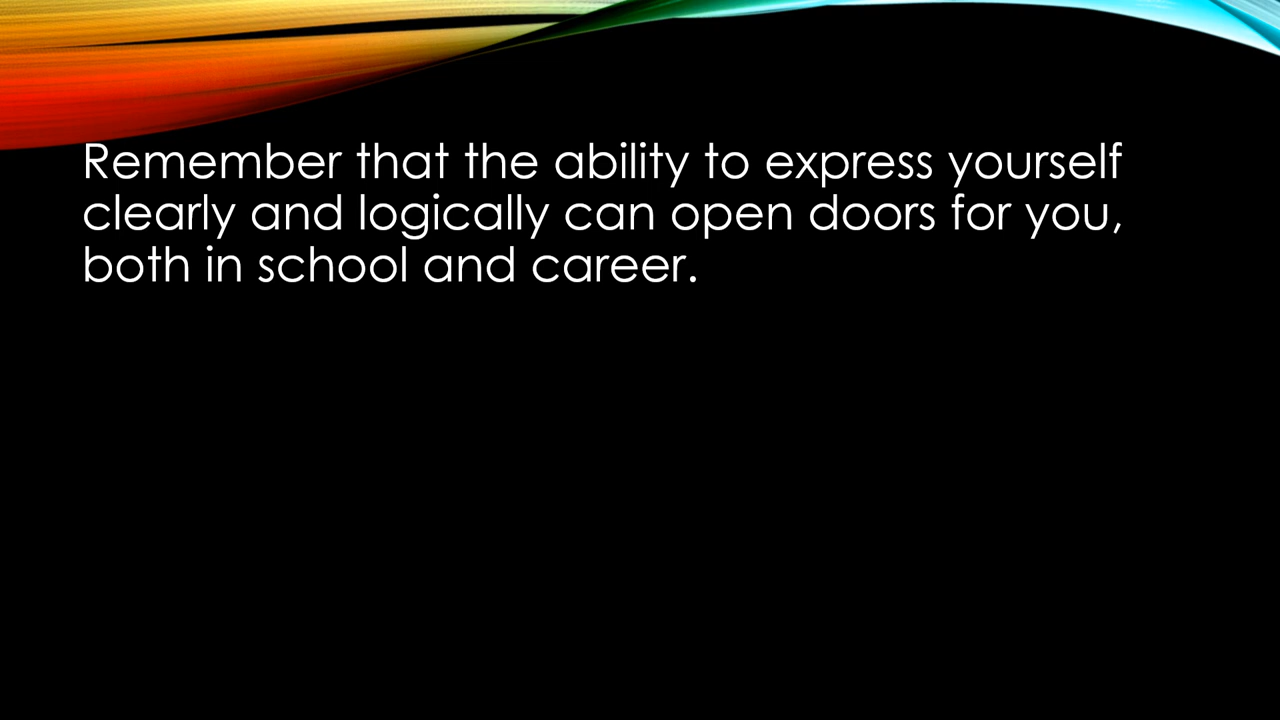 Remember that the ability to express yourself
clearly and logically can open doors for you,
both in school and career.